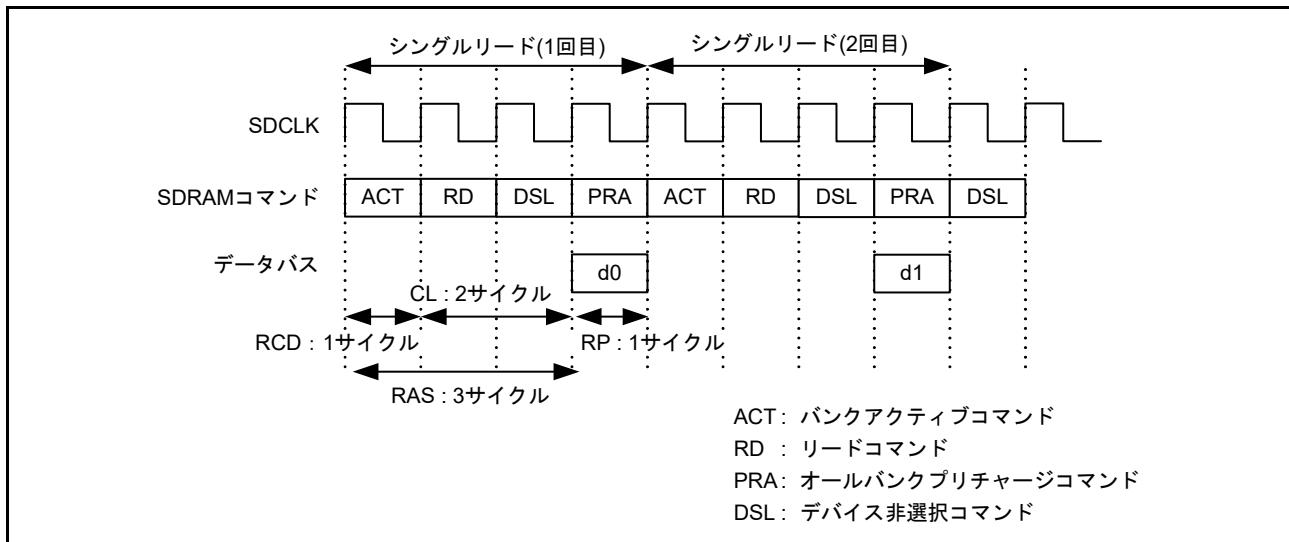 シングルリード(1回目) シングルリード(2回目)
SDCLK
SDRAMコマンド ACT RD DSL PRA ACT RD DSL PRA DSL
データバス d0 d1
CL : 2サイクル
RCD : 1サイクル RP : 1サイクル
RAS : 3サイクル
ACT : バンクアクティブコマンド
RD : リードコマンド
PRA : オールバンクプリチャージコマンド
DSL : デバイス非選択コマンド